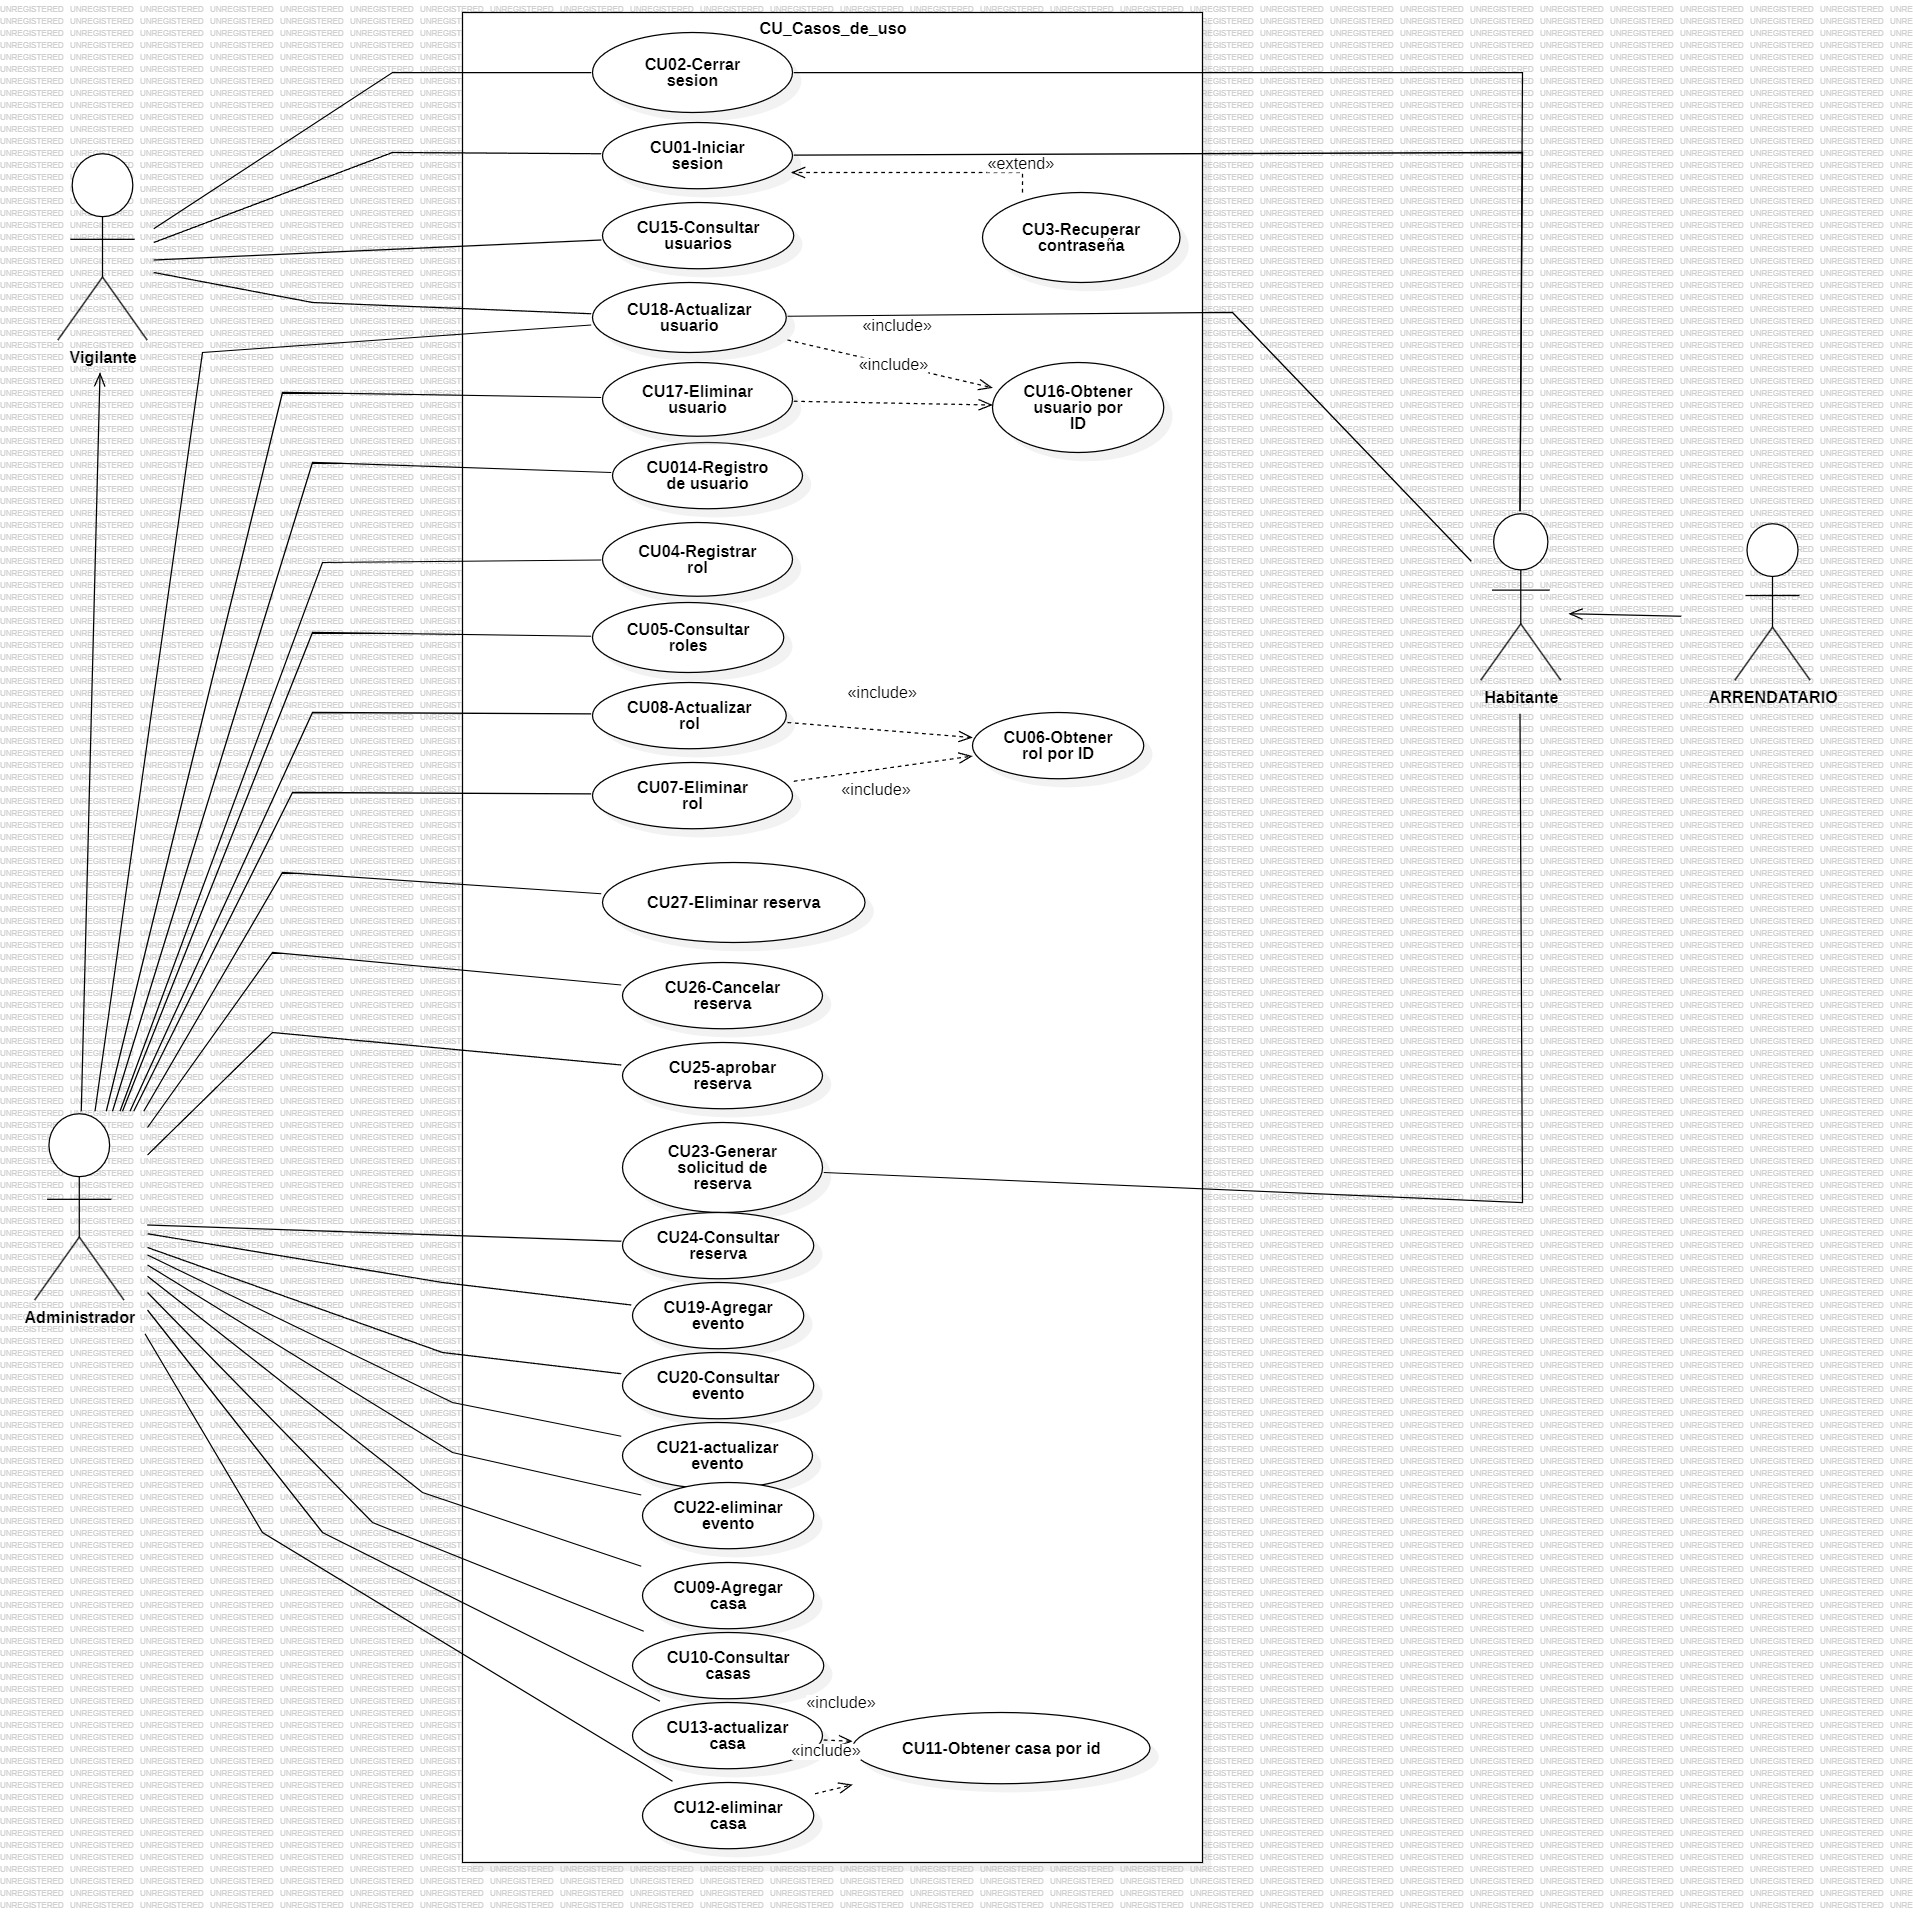 CU_Casos_de_uso
CU02-Cerrar
sesion
CU01-Iniciar
sesion
«extend»
CU15-Consultar
usuarios
CU3-Recuperar
contraseña
CU18-Actualizar
usuario
«include»
Vigilante
«include»
CU17-Eliminar
usuario
CU16-Obtener
usuario por
ID
CU014-Registro
de usuario
CU04-Registrar
rol
CU05-Consultar
roles
«include»
Habitante
ARRENDATARIO
CU08-Actualizar
rol
CU06-Obtener
rol por ID
CU07-Eliminar
rol
«include»
CU27-Eliminar reserva
CU26-Cancelar
reserva
CU25-aprobar
reserva
CU23-Generar
solicitud de
reserva
CU24-Consultar
reserva
Administrador
CU19-Agregar
evento
CU20-Consultar
evento
CU21-actualizar
evento
CU22-eliminar
evento
CU09-Agregar
casa
CU10-Consultar
casas
«include»
CU13-actualizar
casa
«include»
CU11-Obtener casa por id
CU12-eliminar
casa
UNREGISTERED